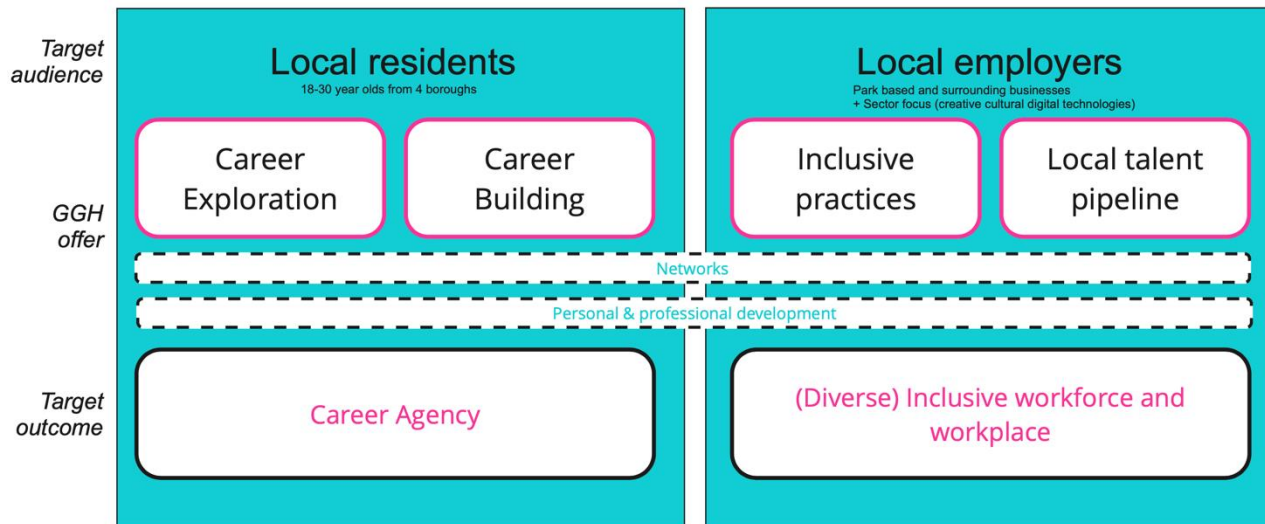 Target
audience
Local residents
18-30 year olds from 4 boroughs
Local employers
Park based and surrounding businesses
+ Sector focus (creative cultural digital technologies)
GGH
offer
Career
Exploration
Career
Building
Inclusive
practices
Local talent
pipeline
Networks
Personal & professional development
Target
outcome
Career Agency
(Diverse) Inclusive workforce and
workplace